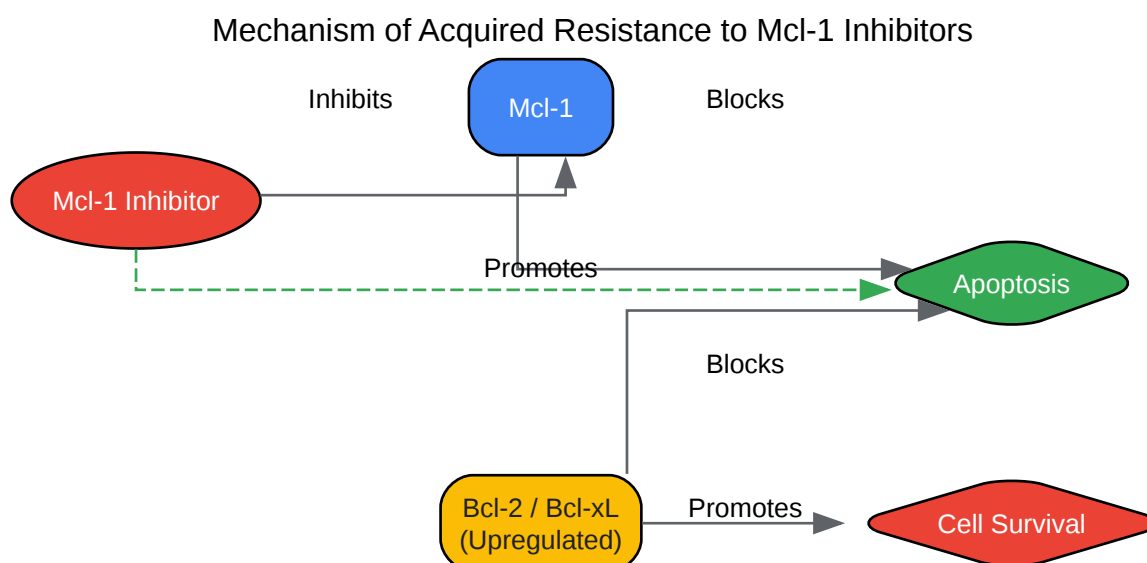 Mechanism of Acquired Resistance to Mcl-1 Inhibitors
Inhibits
Mcl-1
Blocks
Mcl-1 Inhibitor
Promotes
Apoptosis
Blocks
Bcl-2 / Bcl-xL
(Upregulated)
Promotes
Cell Survival